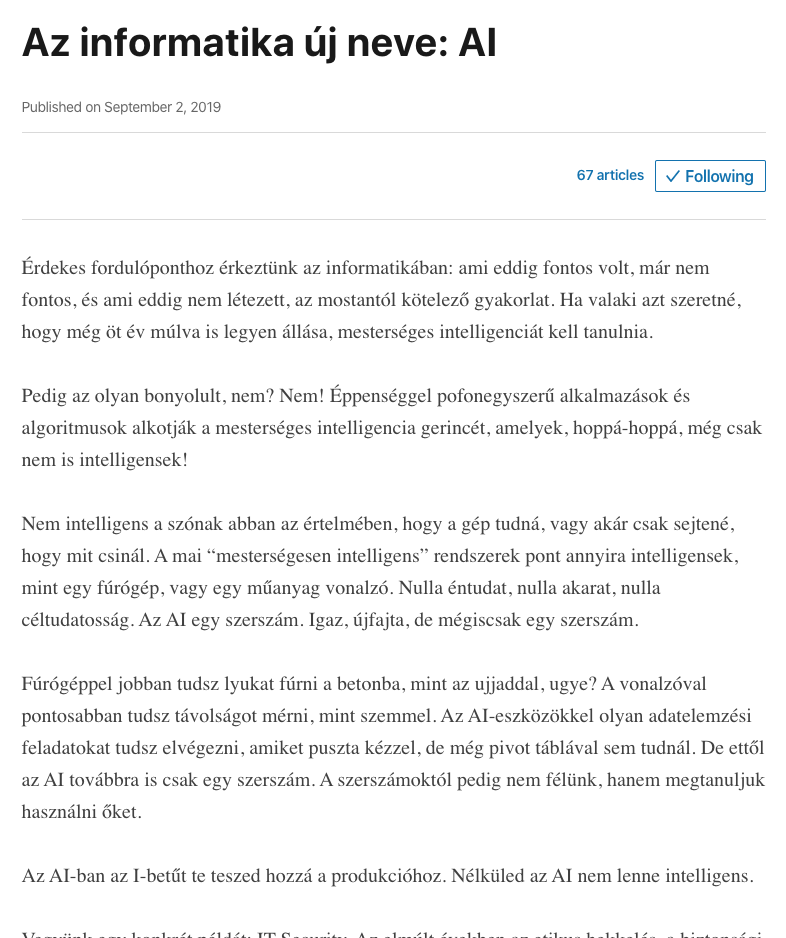 Az informatika új neve: AI
Published on September 2, 2019
67 articles
Following
Érdekes fordulóponthoz érkeztünk az informatikában: ami eddig fontos volt, már nem
fontos, és ami eddig nem létezett, az mostantól kötelező gyakorlat. Ha valaki azt szeretné,
hogy még öt év múlva is legyen állása, mesterséges intelligenciát kell tanulnia.
Pedig az olyan bonyolult, nem? Nem! Éppenséggel pofonegyszerű alkalmazások és
algoritmusok alkotják a mesterséges intelligencia gerincét, amelyek, hoppá-hoppá, még csak
nem is intelligensek!
Nem intelligens a szónak abban az értelmében, hogy a gép tudná, vagy akár csak sejtené,
hogy mit csinál. A mai “mesterségesen intelligens” rendszerek pont annyira intelligensek,
mint egy fúrógép, vagy egy műanyag vonalzó. Nulla éntudat, nulla akarat, nulla
céltudatosság. Az AI egy szerszám. Igaz, újfajta, de mégiscsak egy szerszám.
Fúrógéppel jobban tudsz lyukat fúrni a betonba, mint az ujjaddal, ugye? A vonalzóval
pontosabban tudsz távolságot mérni, mint szemmel. Az AI-eszközökkel olyan adatelemzési
feladatokat tudsz elvégezni, amiket puszta kézzel, de még pivot táblával sem tudnál. De ettől
az AI továbbra is csak egy szerszám. A szerszámoktól pedig nem félünk, hanem megtanuljuk
használni őket.
Az AI-ban az I-betűt te teszed hozzá a produkcióhoz. Nélküled az AI nem lenne intelligens.